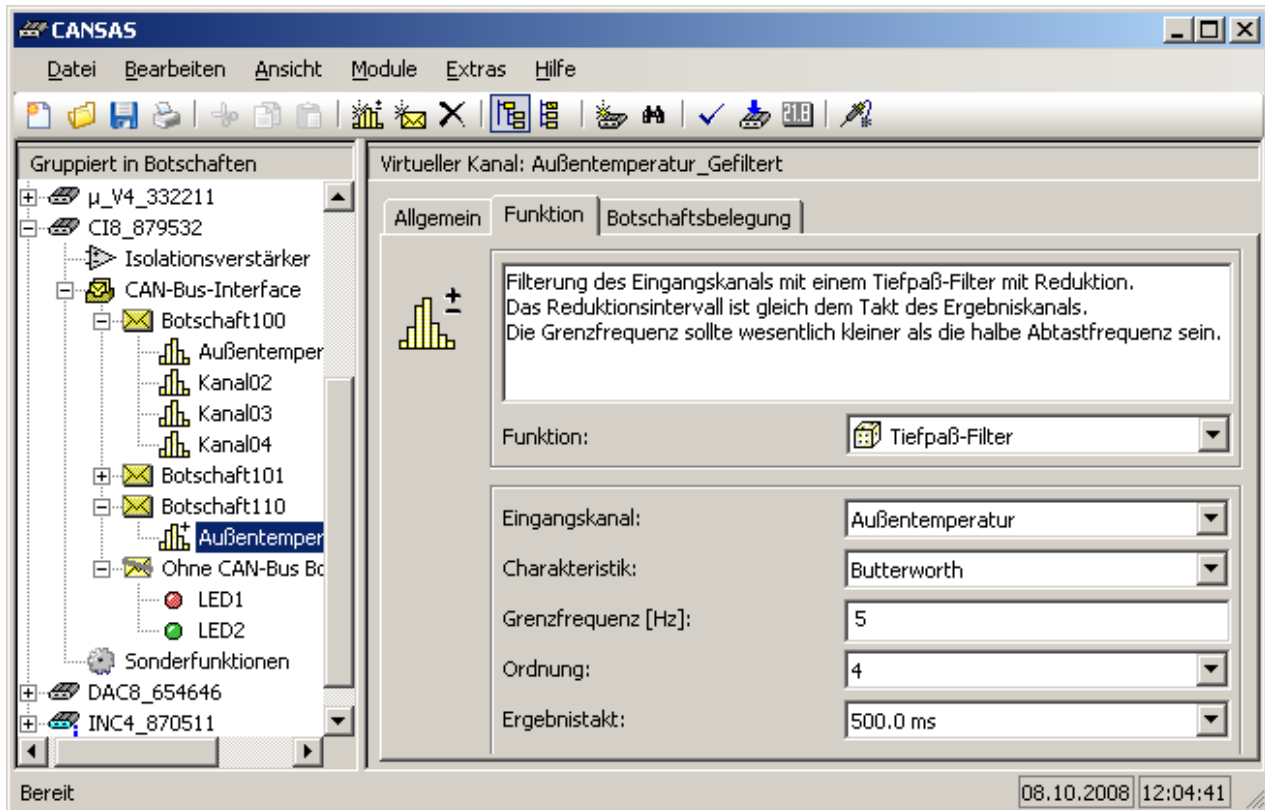 CANSAS
Datei Bearbeiten Ansicht Module Extras Hilfe
21.8
Gruppiert in Botschaften
µ_V4_332211
CI8_879532
Isolationsverstärker
CAN-Bus-Interface
Botschaft100
Außentemper
Kanal02
Kanal03
Kanal04
Botschaft101
Botschaft110
Außentemper
Ohne CAN-Bus Bo
LED1
LED2
Sonderfunktionen
DAC8_654646
INC4_870511
Virtueller Kanal: Außentemperatur_Gefiltert
Allgemein Funktion Botschaftsbelegung
Filterung des Eingangskanals mit einem Tiefpaß-Filter mit Reduktion.
Das Reduktionsintervall ist gleich dem Takt des Ergebniskanals.
Die Grenzfrequenz sollte wesentlich kleiner als die halbe Abtastfrequenz sein.
Funktion: Tiefpaß-Filter
Eingangskanal: Außentemperatur
Charakteristik: Butterworth
Grenzfrequenz [Hz]: 5
Ordnung: 4
Ergebnistakt: 500.0 ms
Bereit 08.10.2008 12:04:41